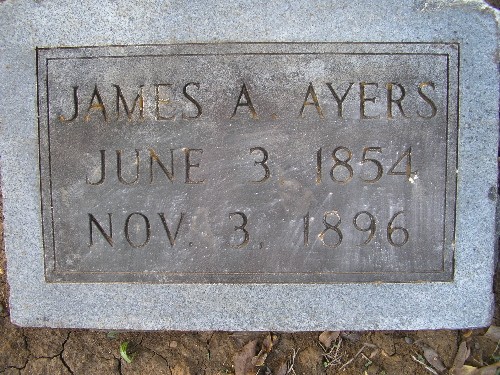 JAMES A. AYERS
JUNE 3, 1854
NOV. 3, 1896